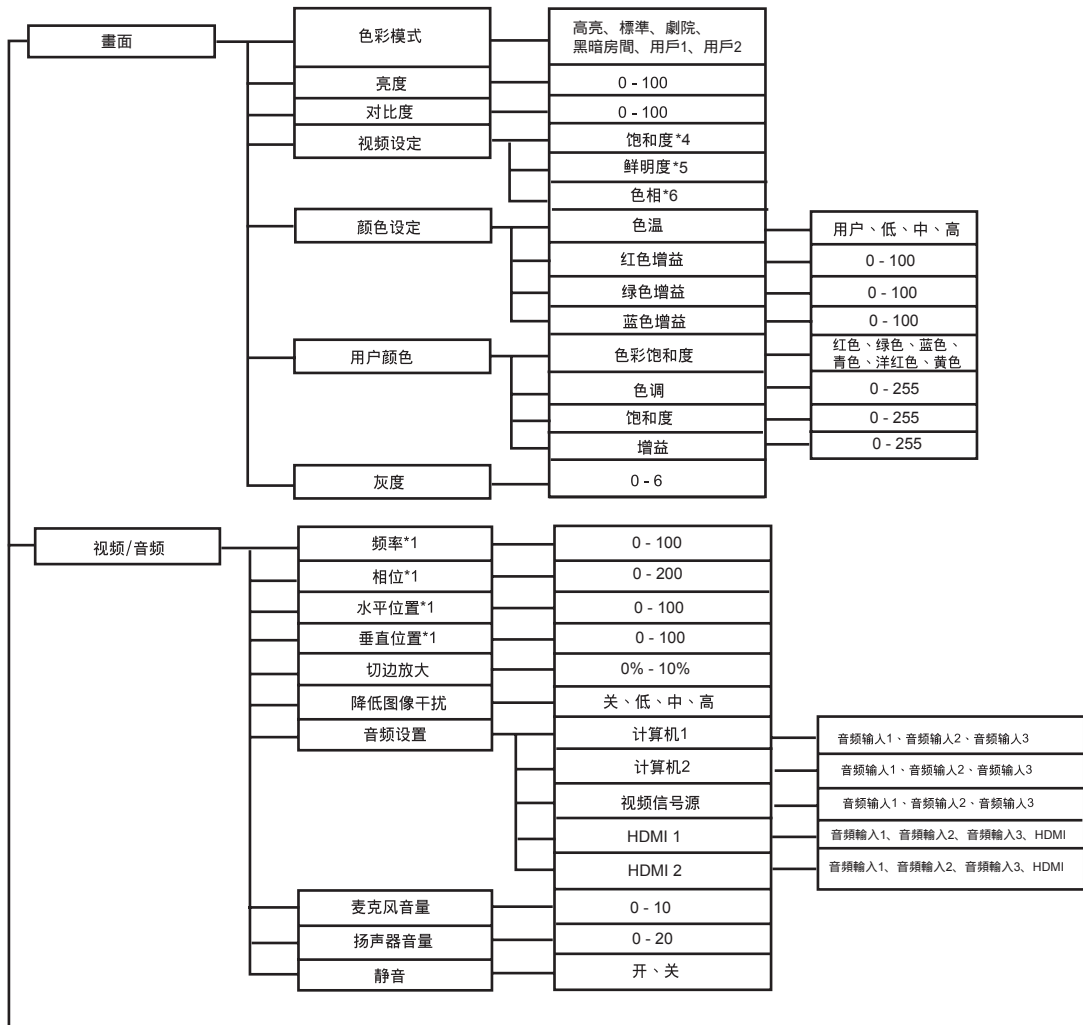 畫面
色彩模式
高亮、標準、劇院、
黑暗房間、用戶1、用戶2
亮度
0 - 100
对比度
0 - 100
视频设定
饱和度*4
鲜明度*5
色相*6
颜色设定
色温
用户、低、中、高
红色增益
0 - 100
绿色增益
0 - 100
蓝色增益
0 - 100
用户颜色
色彩饱和度
红色、绿色、蓝色、
青色、洋红色、黄色
色调
0 - 255
饱和度
0 - 255
增益
0 - 255
灰度
0 - 6
视频/音频
频率*1
0 - 100
相位*1
0 - 200
水平位置*1
0 - 100
垂直位置*1
0 - 100
切边放大
0% - 10%
降低图像干扰
关、低、中、高
音频设置
计算机1
音频输入1、音频输入2、音频输入3
计算机2
音频输入1、音频输入2、音频输入3
视频信号源
音频输入1、音频输入2、音频输入3
HDMI 1
音頻輸入1、音頻輸入2、音頻輸入3、HDMI
HDMI 2
音頻輸入1、音頻輸入2、音頻輸入3、HDMI
麦克风音量
0 - 10
扬声器音量
0 - 20
静音
开、关